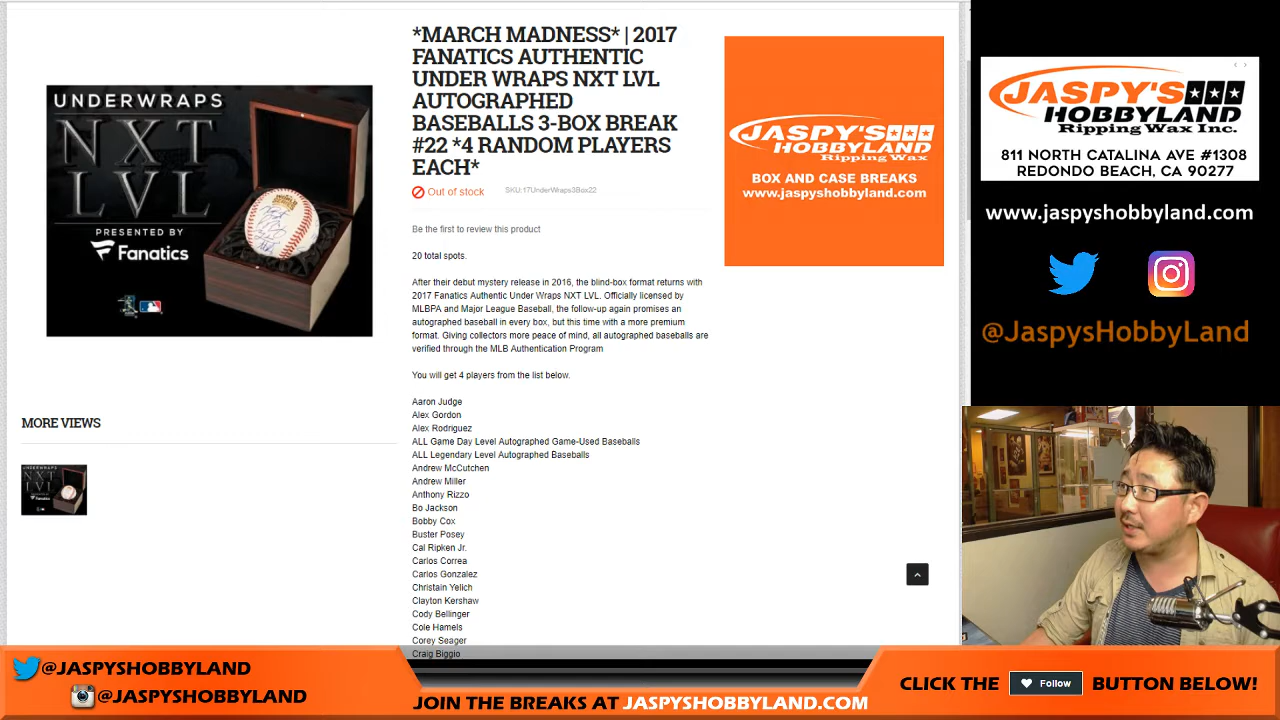 *MARCH MADNESS* | 2017
FANATICS AUTHENTIC
UNDER WRAPS NXT LVL
AUTOGRAPHED
BASEBALLS 3-BOX BREAK
#22 *4 RANDOM PLAYERS
EACH*
Out of stock
SKU:17UnderWraps3Box22
Be the first to review this product
20 total spots.
After their debut mystery release in 2016, the blind-box format returns with
2017 Fanatics Authentic Under Wraps NXT LVL. Officially licensed by
MLBPA and Major League Baseball, the follow-up again promises an
autographed baseball in every box, but this time with a more premium
format. Giving collectors more peace of mind, all autographed baseballs are
verified through the MLB Authentication Program
You will get 4 players from the list below.
Aaron Judge
Alex Gordon
Alex Rodriguez
ALL Game Day Level Autographed Game-Used Baseballs
ALL Legendary Level Autographed Baseballs
Andrew McCutchen
Andrew Miller
Anthony Rizzo
Bo Jackson
Bobby Cox
Buster Posey
Cal Ripken Jr.
Carlos Correa
Carlos Gonzalez
Christain Yelich
Clayton Kershaw
Cody Bellinger
Cole Hamels
Corey Seager
Craig Biggio
UNDERWRAPS
NXT
LVL
PRESENTED BY
Fanatics
MORE VIEWS
JASPY'S
HOBBYLAND
Ripping Wax
BOX AND CASE BREAKS
www.jaspyshobbyland.com
JASPY'S
HOBBYLAND
Ripping Wax Inc.
811 NORTH CATALINA AVE #1308
REDONDO BEACH, CA 90277
www.jaspyshobbyland.com
@JaspysHobbyLand
@JASPYSHOBBYLAND
@JASPYSHOBBYLAND
JOIN THE BREAKS AT JASPYSHOBBYLAND.COM
CLICK THE Follow BUTTON BELOW!